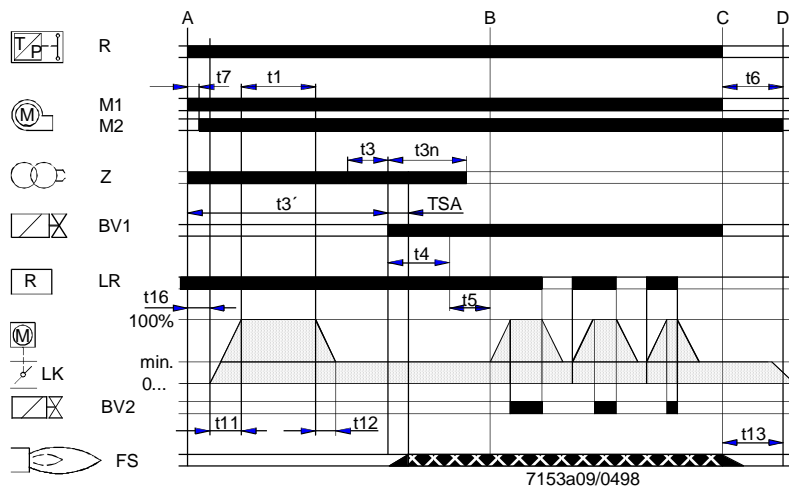 A B C D
T P R
t7 t1 t6
M M1
M2
t3 t3n
Z
t3´ TSA
BV1
t4
R LR
t16 t5
100%
M
min.
LK
0...
BV2
t11 t12
t13
FS
7153a09/0498